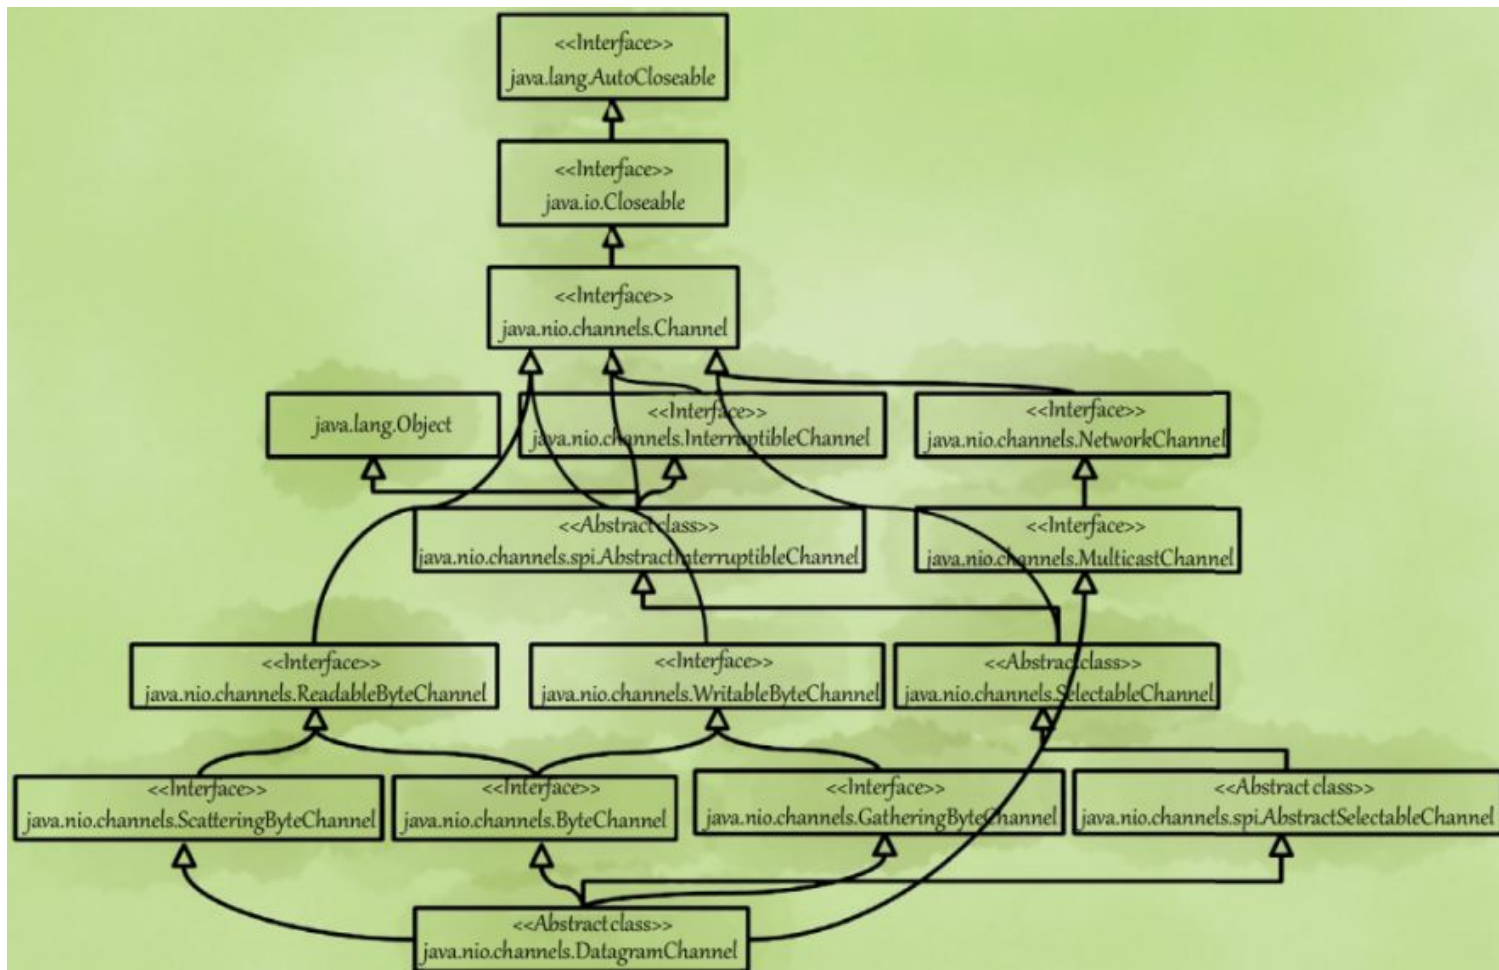 <<Interface>>
java.lang.AutoCloseable
<<Interface>>
java.io.Closeable
<<Interface>>
java.nio.channels.Channel
java.lang.Object
<<Interface>>
java.nio.channels.InterruptibleChannel
<<Interface>>
java.nio.channels.NetworkChannel
<<Abstract class>>
java.nio.channels.spi.AbstractInterruptibleChannel
<<Interface>>
java.nio.channels.MulticastChannel
<<Interface>>
java.nio.channels.ReadableByteChannel
<<Interface>>
java.nio.channels.WritableByteChannel
<<Abstract class>>
java.nio.channels.SelectableChannel
<<Interface>>
java.nio.channels.ScatteringByteChannel
<<Interface>>
java.nio.channels.ByteChannel
<<Interface>>
java.nio.channels.GatheringByteChannel
<<Abstract class>>
java.nio.channels.spi.AbstractSelectableChannel
<<Abstract class>>
java.nio.channels.DatagramChannel